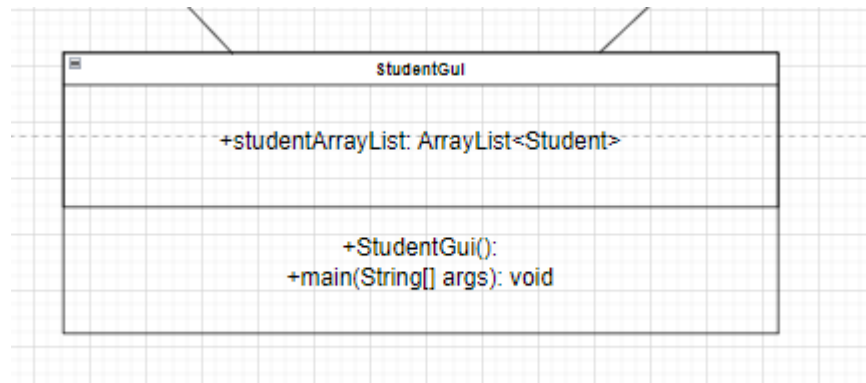 StudentGui
+studentArrayList: ArrayList<Student>
+StudentGui():
+main(String[] args): void